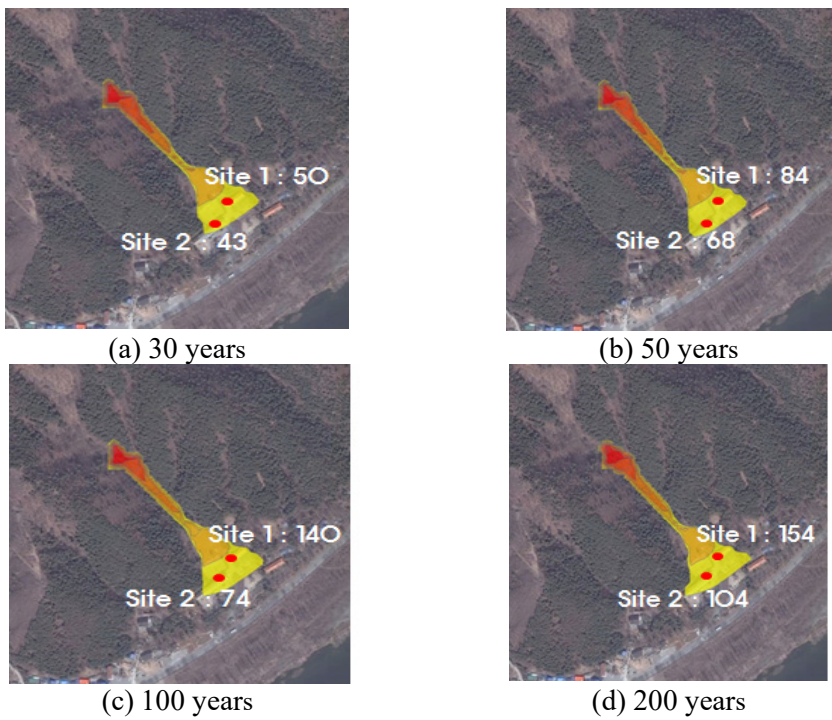 Site 1 : 50
Site 2 : 43
(a) 30 years
Site 1 : 84
Site 2 : 68
(b) 50 years
Site 1 : 140
Site 2 : 74
(c) 100 years
Site 1 : 154
Site 2 : 104
(d) 200 years